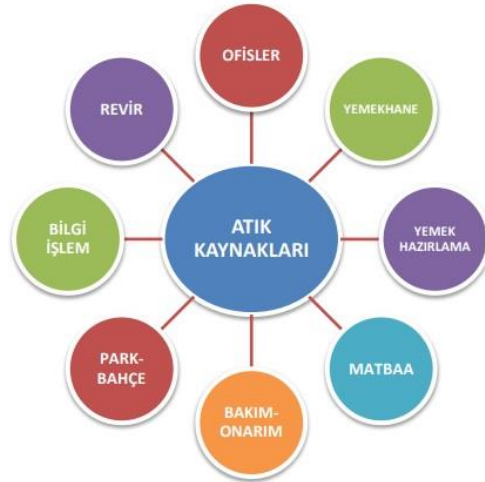 OFİSLER
YEMEKHANE
YEMEK
HAZIRLAMA
MATBAA
BAKIM-
ONARIM
PARK-
BAHÇE
BİLGİ
İŞLEM
REVİR
ATIK
KAYNAKLARI